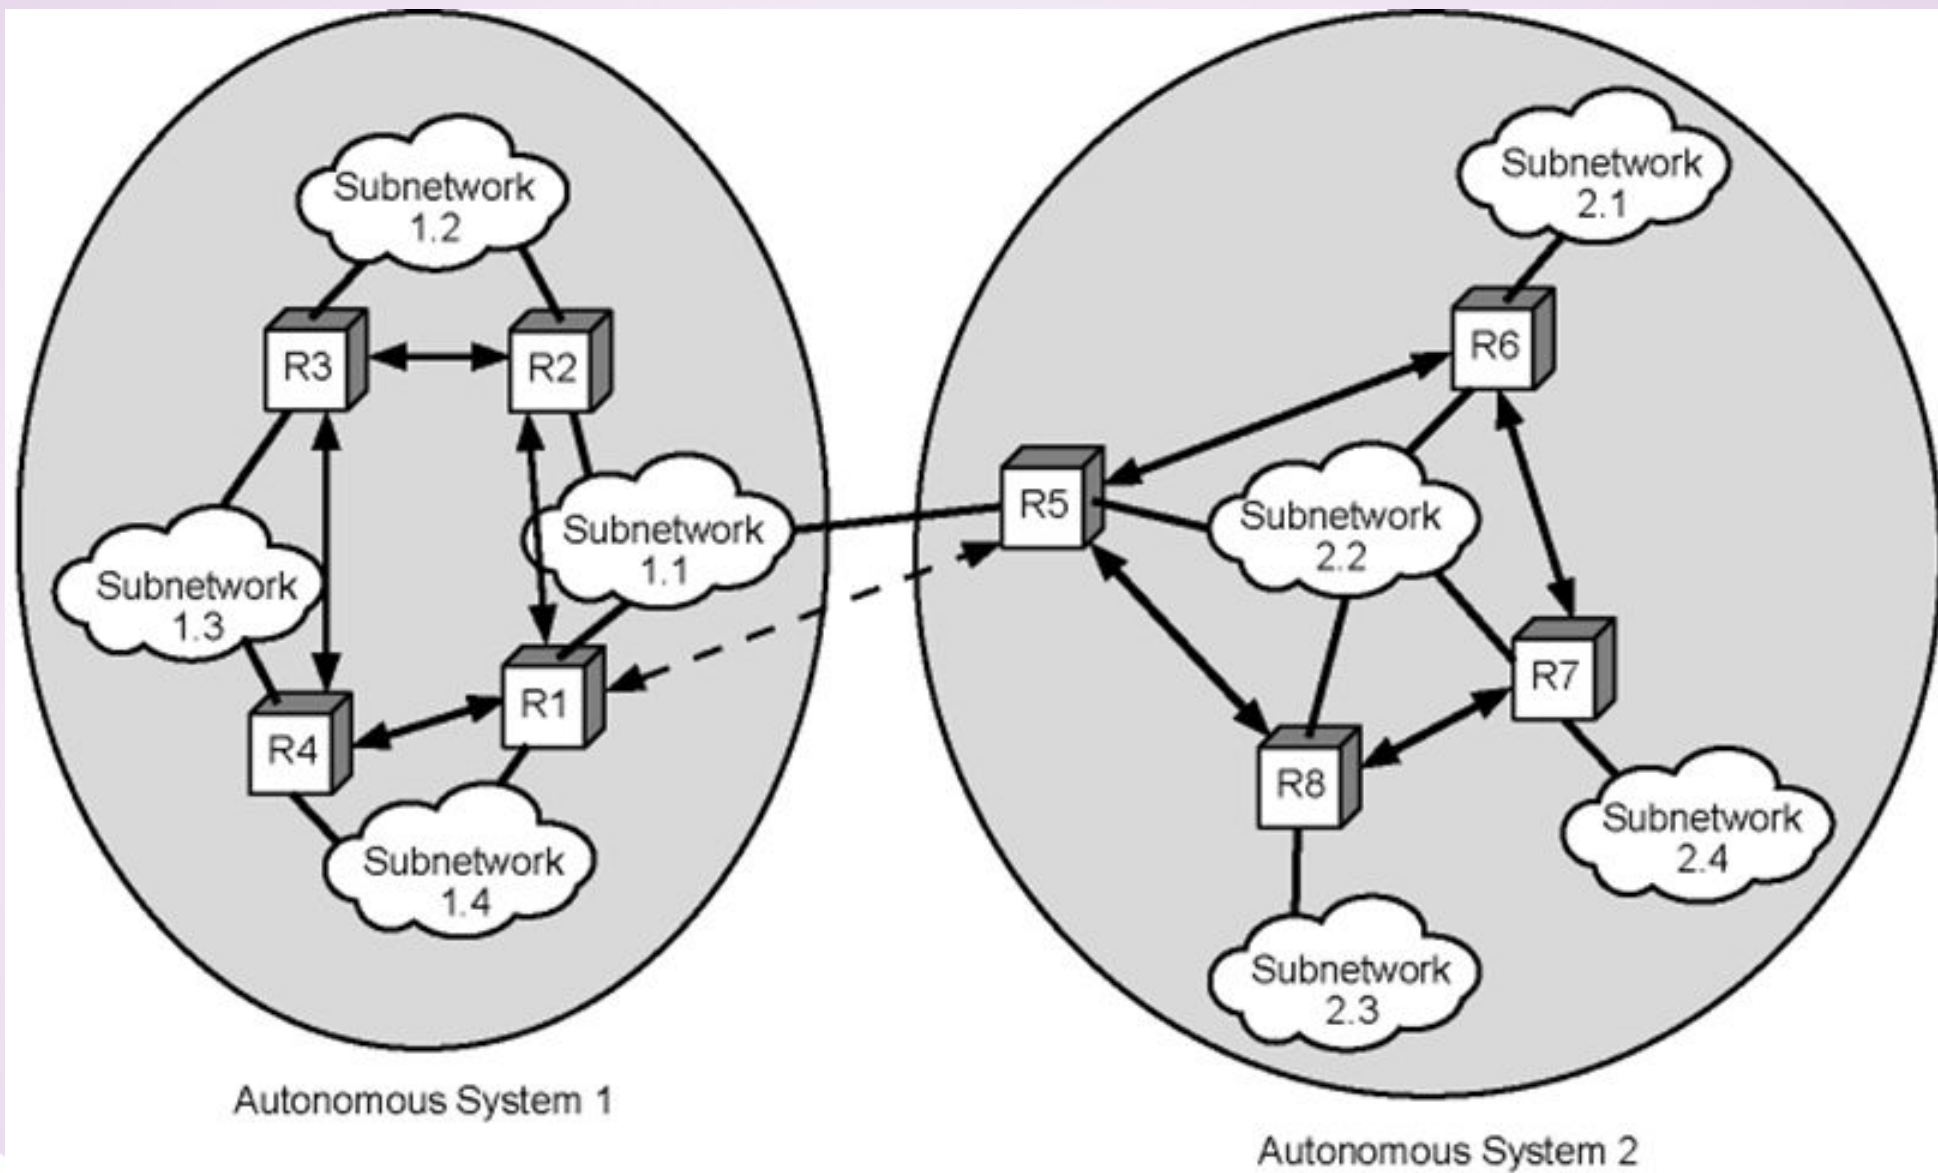 Subnetwork
1.2
R3
R2
Subnetwork
1.1
Subnetwork
1.3
R4
R1
Subnetwork
1.4
Autonomous System 1
Subnetwork
2.1
R6
R5
Subnetwork
2.2
R7
R8
Subnetwork
2.4
Subnetwork
2.3
Autonomous System 2